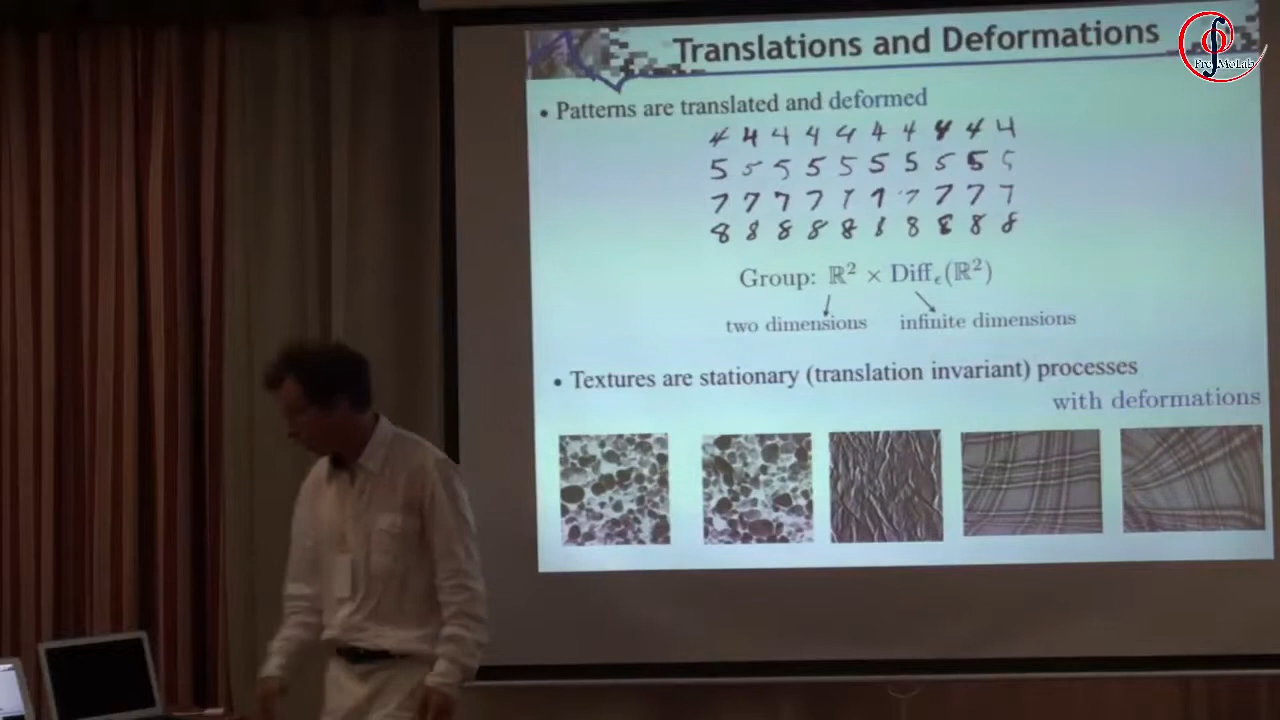 Translations and Deformations
PreMoLab
• Patterns are translated and deformed
4 4 4 4 4 4 4 4 4 4
5 5 5 5 5 5 5 5 5 5
7 7 7 7 7 7 7 7 7 7
8 8 8 8 8 8 8 8 8 8
Group: ℝ² × Diffϵ(ℝ²)
two dimensions infinite dimensions
• Textures are stationary (translation invariant) processes
with deformations